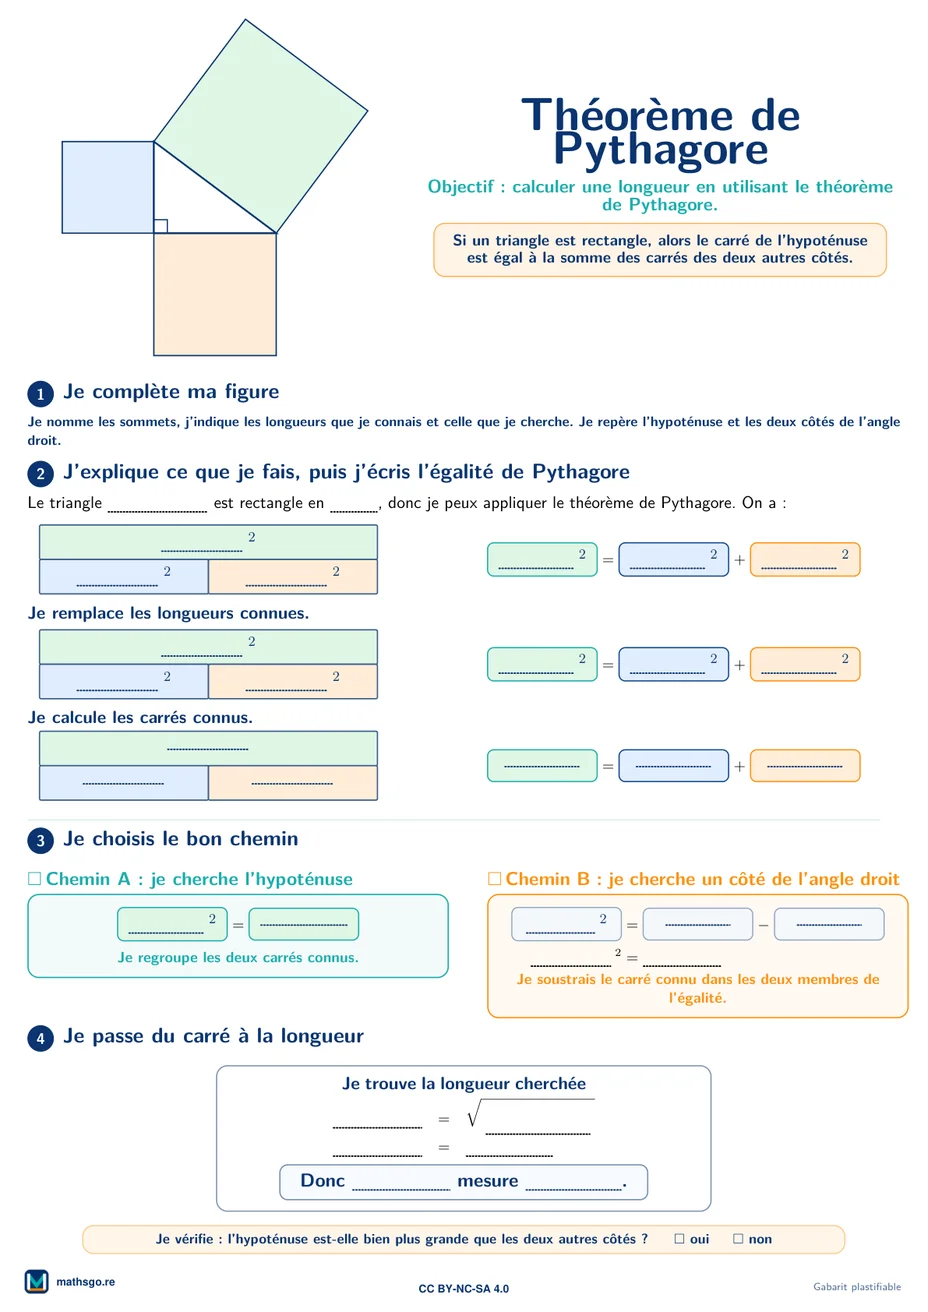 Théorème de
Pythagore
Objectif : calculer une longueur en utilisant le théorème
de Pythagore.
Si un triangle est rectangle, alors le carré de l'hypoténuse
est égal à la somme des carrés des deux autres côtés.
1 Je complète ma figure
Je nomme les sommets, j'indique les longueurs que je connais et celle que je cherche. Je repère l'hypoténuse et les deux côtés de l'angle
droit.
2 J'explique ce que je fais, puis j'écris l'égalité de Pythagore
Le triangle ............ est rectangle en ......, donc je peux appliquer le théorème de Pythagore. On a :
............ 2
............ 2 ............ 2
............ 2 = ............ 2 + ............ 2
Je remplace les longueurs connues.
............ 2
............ 2 ............ 2
............ 2 = ............ 2 + ............ 2
Je calcule les carrés connus.
............
............ ............
............ = ............ + ............
3 Je choisis le bon chemin
☐ Chemin A : je cherche l'hypoténuse
............ 2 = ............
Je regroupe les deux carrés connus.
☐ Chemin B : je cherche un côté de l'angle droit
............ 2 = ............ − ............
............ 2 = ............
Je soustrais le carré connu dans les deux membres de
l'égalité.
4 Je passe du carré à la longueur
Je trouve la longueur cherchée
............ = √............
............ = ............
Donc ............ mesure .............
Je vérifie : l'hypoténuse est-elle bien plus grande que les deux autres côtés ? ☐ oui ☐ non
mathsgo.re
CC BY-NC-SA 4.0
Gabarit plastifiable